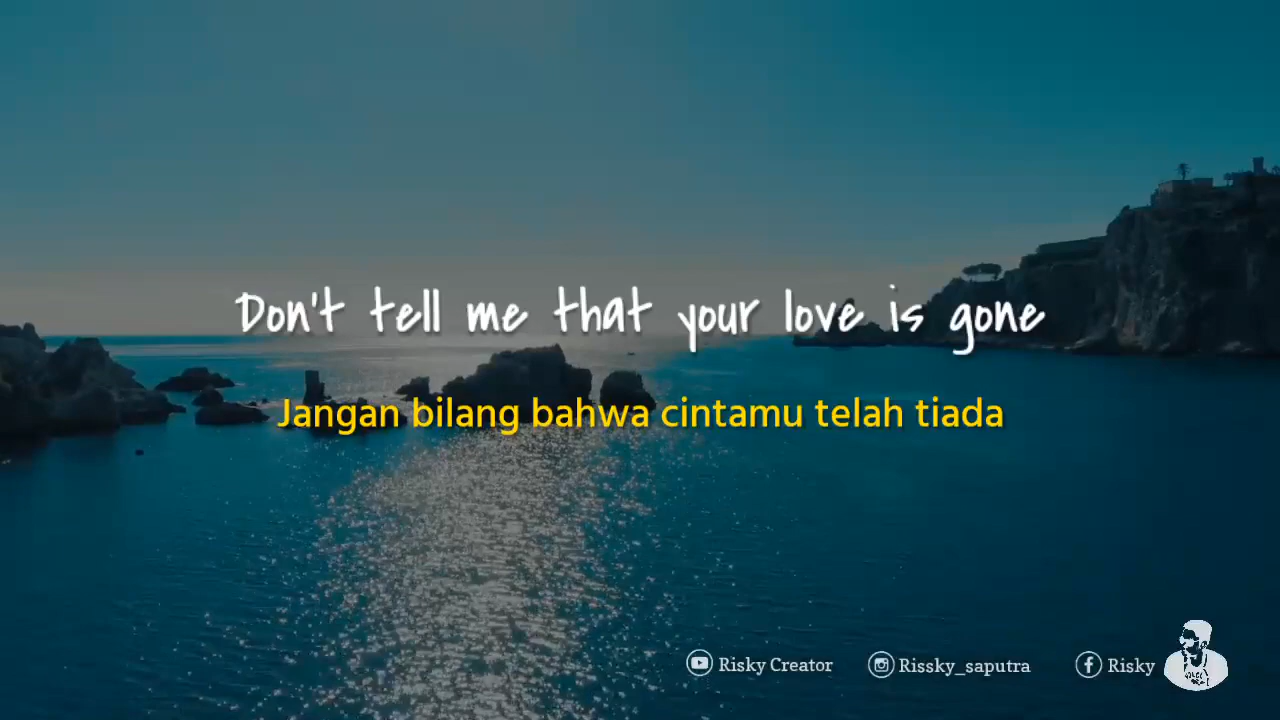 Don't tell me that your love is gone
Jangan bilang bahwa cintamu telah tiada
Risky Creator Rissky_saputra Risky